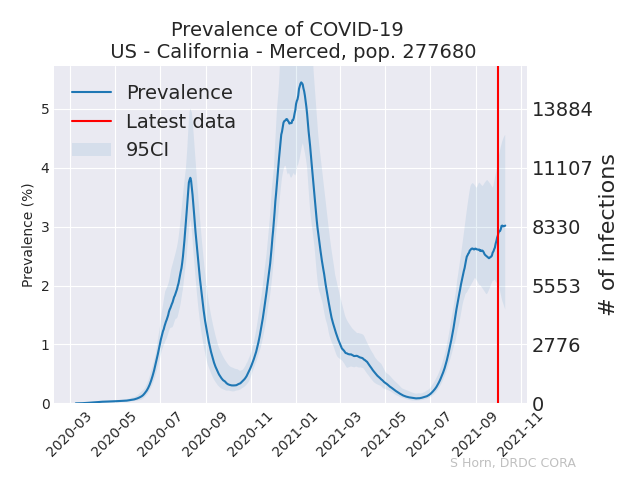 Prevalence of COVID-19
US - California - Merced, pop. 277680
Prevalence
Latest data
95CI
Prevalence (%)
5
4
3
2
1
0
13884
11107
8330
5553
2776
0
# of infections
2020-03
2020-05
2020-07
2020-09
2020-11
2021-01
2021-03
2021-05
2021-07
2021-09
2021-11
S Horn, DRDC CORA